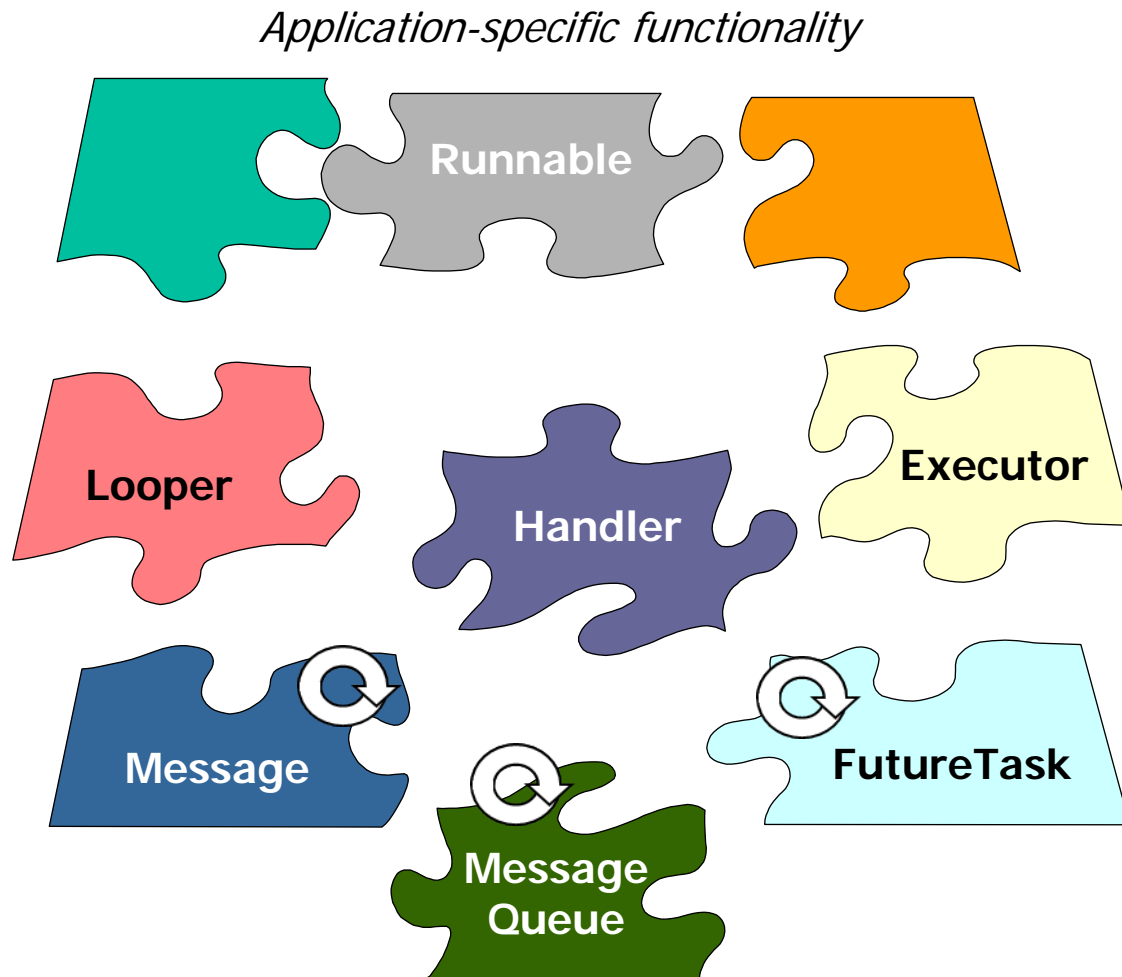 Application-specific functionality
Runnable
Looper
Handler
Executor
Message
FutureTask
Message
Queue